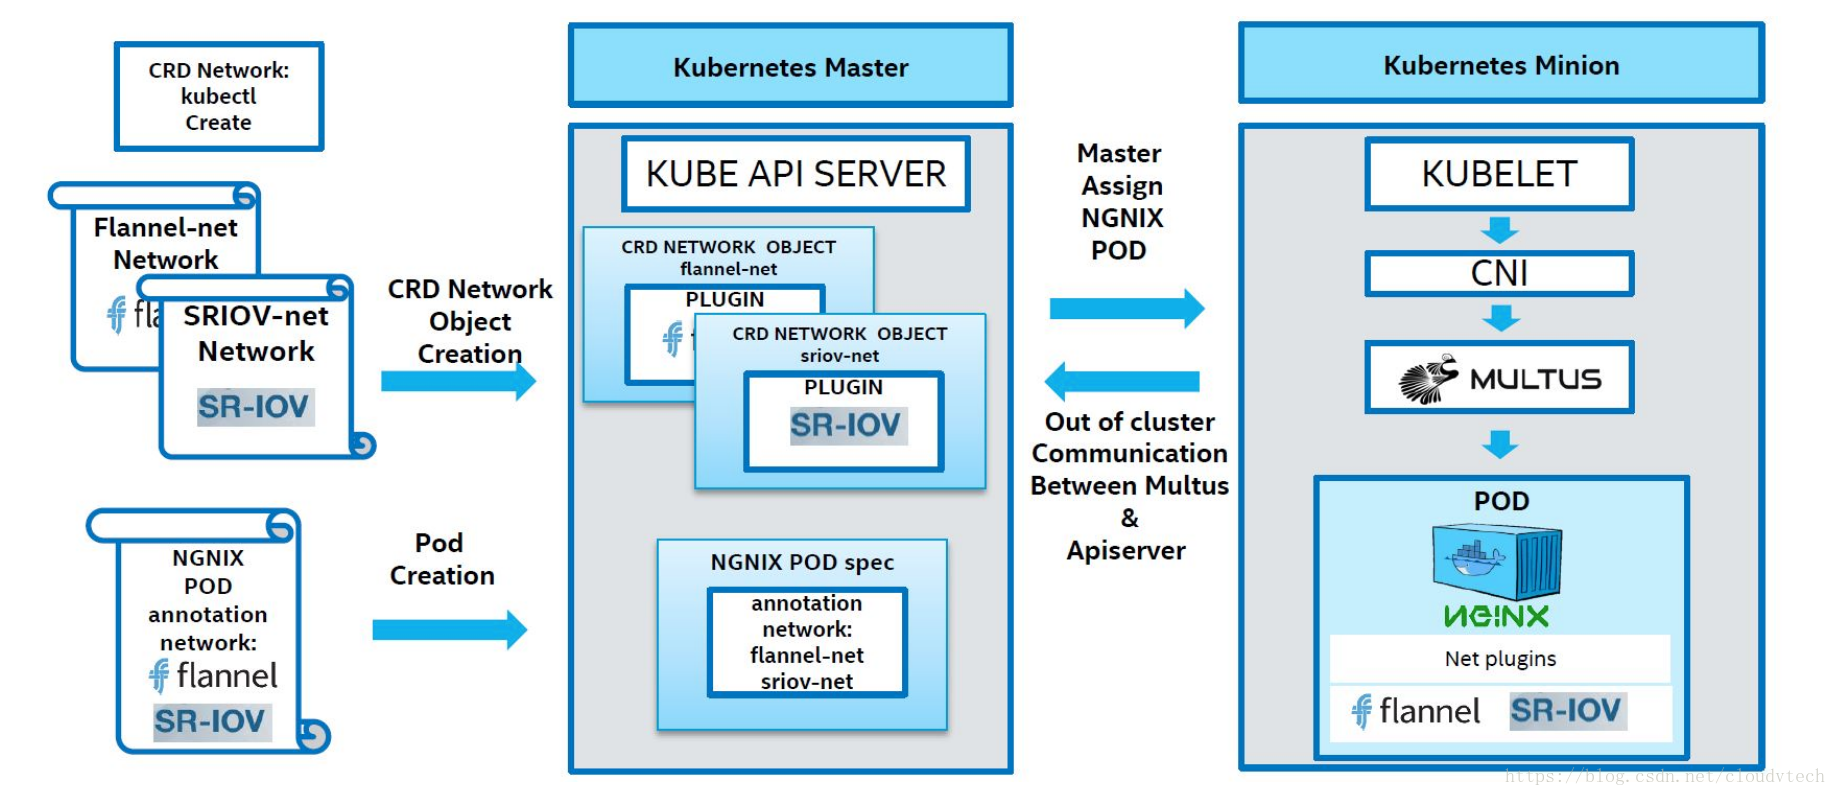 CRD Network:
kubectl
Create
Flannel-net
Network
fla
SRIOV-net
Network
SR-IOV
CRD Network
Object
Creation
NGNIX
POD
annotation
network:
flannel
SR-IOV
Pod
Creation
Kubernetes Master
KUBE API SERVER
CRD NETWORK OBJECT
flannel-net
PLUGIN
CRD NETWORK OBJECT
sriov-net
PLUGIN
SR-IOV
NGNIX POD spec
annotation
network:
flannel-net
sriov-net
Master
Assign
NGNIX
POD
Out of cluster
Communication
Between Multus
&
Apiserver
Kubernetes Minion
KUBELET
CNI
MULTUS
POD
NGINX
Net plugins
flannel SR-IOV
https://blog.csdn.net/cloudvtech